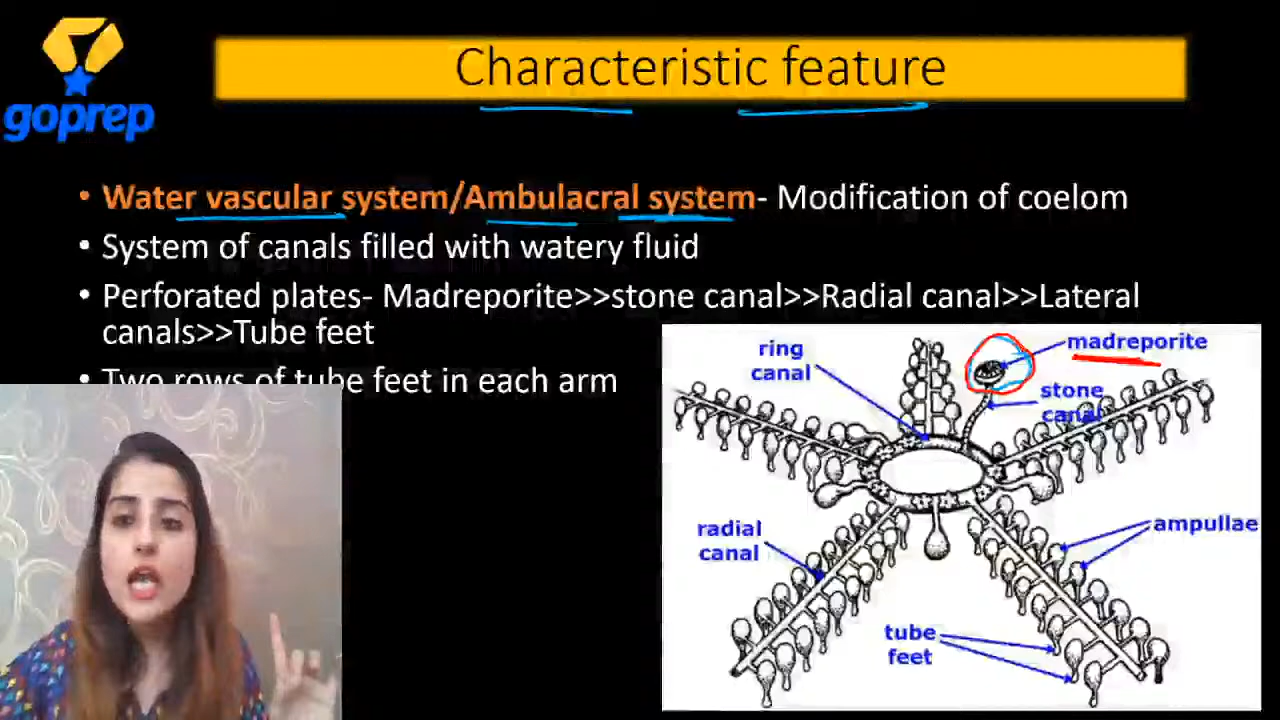 goprep
Characteristic feature
• Water vascular system/Ambulacral system- Modification of coelom
• System of canals filled with watery fluid
• Perforated plates- Madreporite>>stone canal>>Radial canal>>Lateral
canals>>Tube feet
• Two rows of tube feet in each arm
ring
canal
madreporite
stone
canal
radial
canal
ampullae
tube
feet